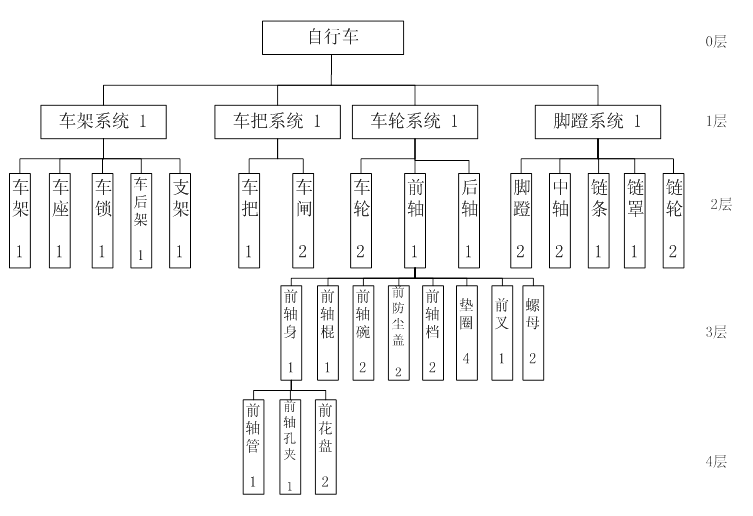 自行车
0层
车架系统 1
车把系统 1
车轮系统 1
脚蹬系统 1
1层
车架 1
车座 1
车锁 1
车后架 1
支架 1
车把 1
车闸 2
车轮 2
前轴 1
后轴 1
脚蹬 2
中轴 2
链条 1
链罩 1
链轮 2
2层
前轴身 1
前轴棍 1
前轴碗 2
前防尘盖 2
前轴档 2
垫圈 4
前叉 1
螺母 2
3层
前轴管 1
前轴孔夹 1
前花盘 2
4层